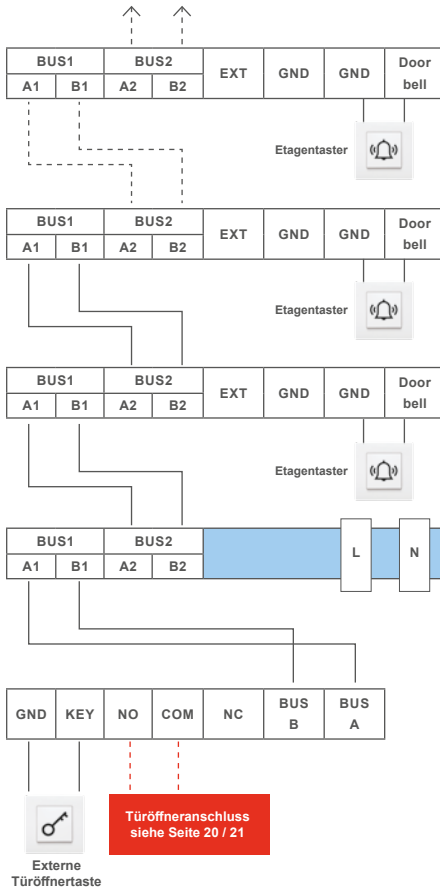 BUS1 BUS2 EXT GND GND Door bell
A1 B1 A2 B2
Etagentaster
BUS1 BUS2 EXT GND GND Door bell
A1 B1 A2 B2
Etagentaster
BUS1 BUS2 EXT GND GND Door bell
A1 B1 A2 B2
Etagentaster
BUS1 BUS2 L N
A1 B1 A2 B2
GND KEY NO COM NC BUS B BUS A
Türöffneranschluss
siehe Seite 20 / 21
Externe
Türöffnertaste